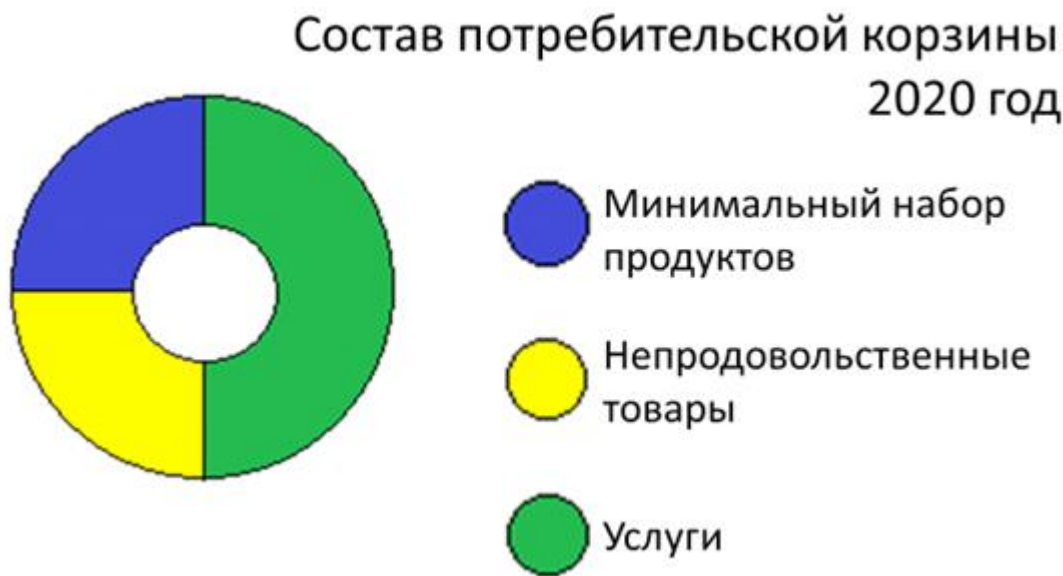 Состав потребительской корзины
2020 год
Минимальный набор
продуктов
Непродовольственные
товары
Услуги